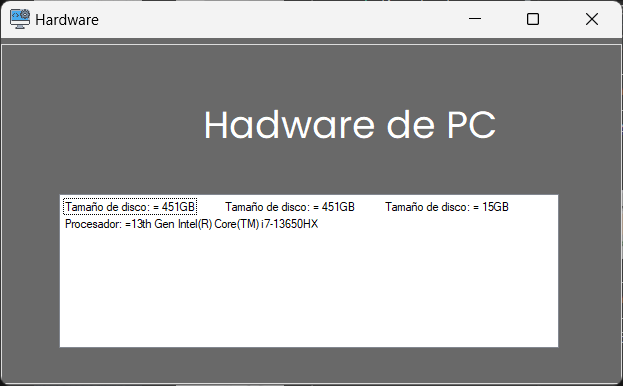 Hardware
Hadware de PC
Tamaño de disco: = 451GB Tamaño de disco: = 451GB Tamaño de disco: = 15GB
Procesador: =13th Gen Intel(R) Core(TM) i7-13650HX